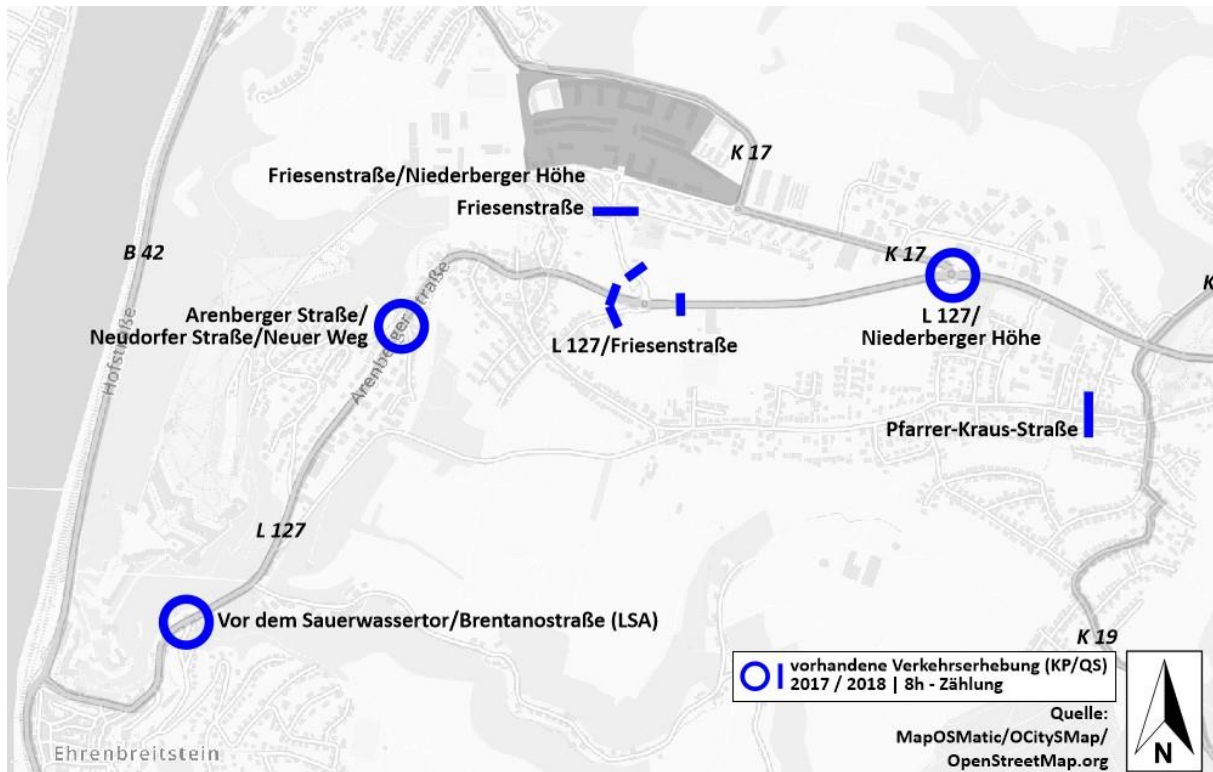 K 17
Friesenstraße/Niederberger Höhe
Friesenstraße
B 42
K 17
K
Arenberger Straße/
Neudorfer Straße/Neuer Weg
Arenberger Straße
Hofstraße
L 127/Friesenstraße
L 127/
Niederberger Höhe
Pfarrer-Kraus-Straße
L 127
Vor dem Sauerwassertor/Brentanostraße (LSA)
K 19
vorhandene Verkehrserhebung (KP/QS)
2017 / 2018 | 8h - Zählung
Quelle:
MapOSMatic/OCitySMap/
OpenStreetMap.org
N
Ehrenbreitstein